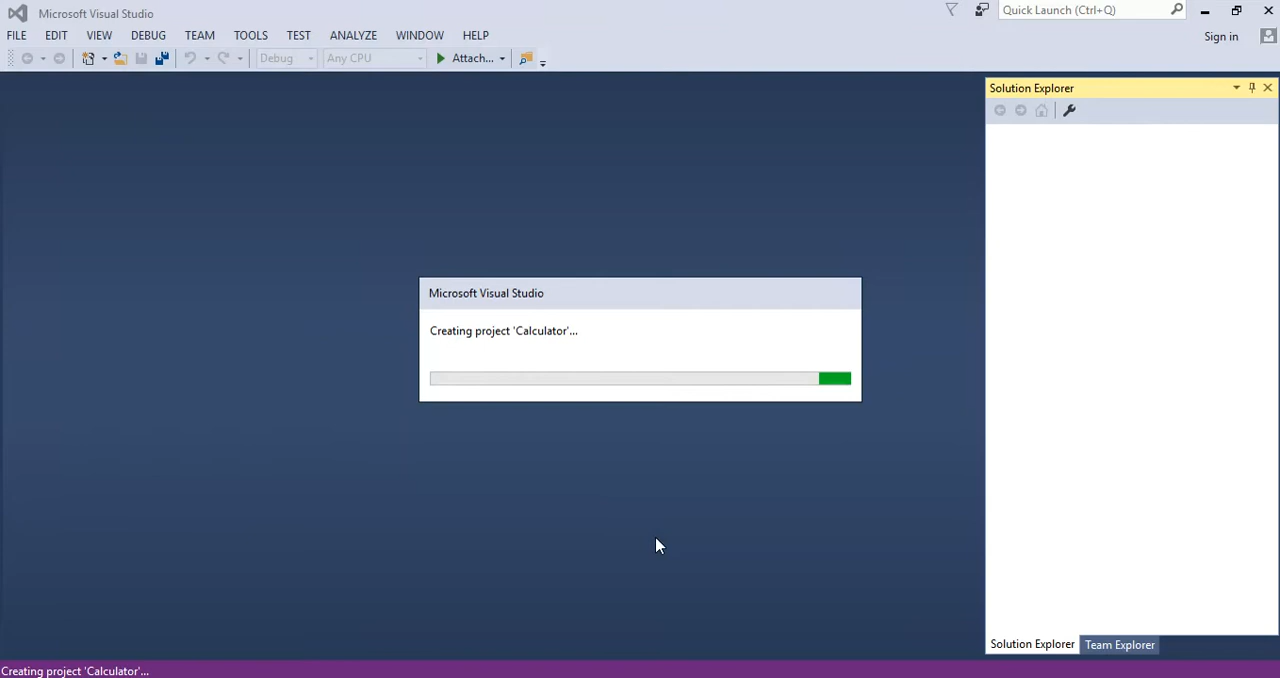 Microsoft Visual Studio
Quick Launch (Ctrl+Q)
FILE EDIT VIEW DEBUG TEAM TOOLS TEST ANALYZE WINDOW HELP
Sign in
Debug Any CPU Attach...
Solution Explorer
Microsoft Visual Studio
Creating project 'Calculator'...
Solution Explorer Team Explorer
Creating project 'Calculator'...